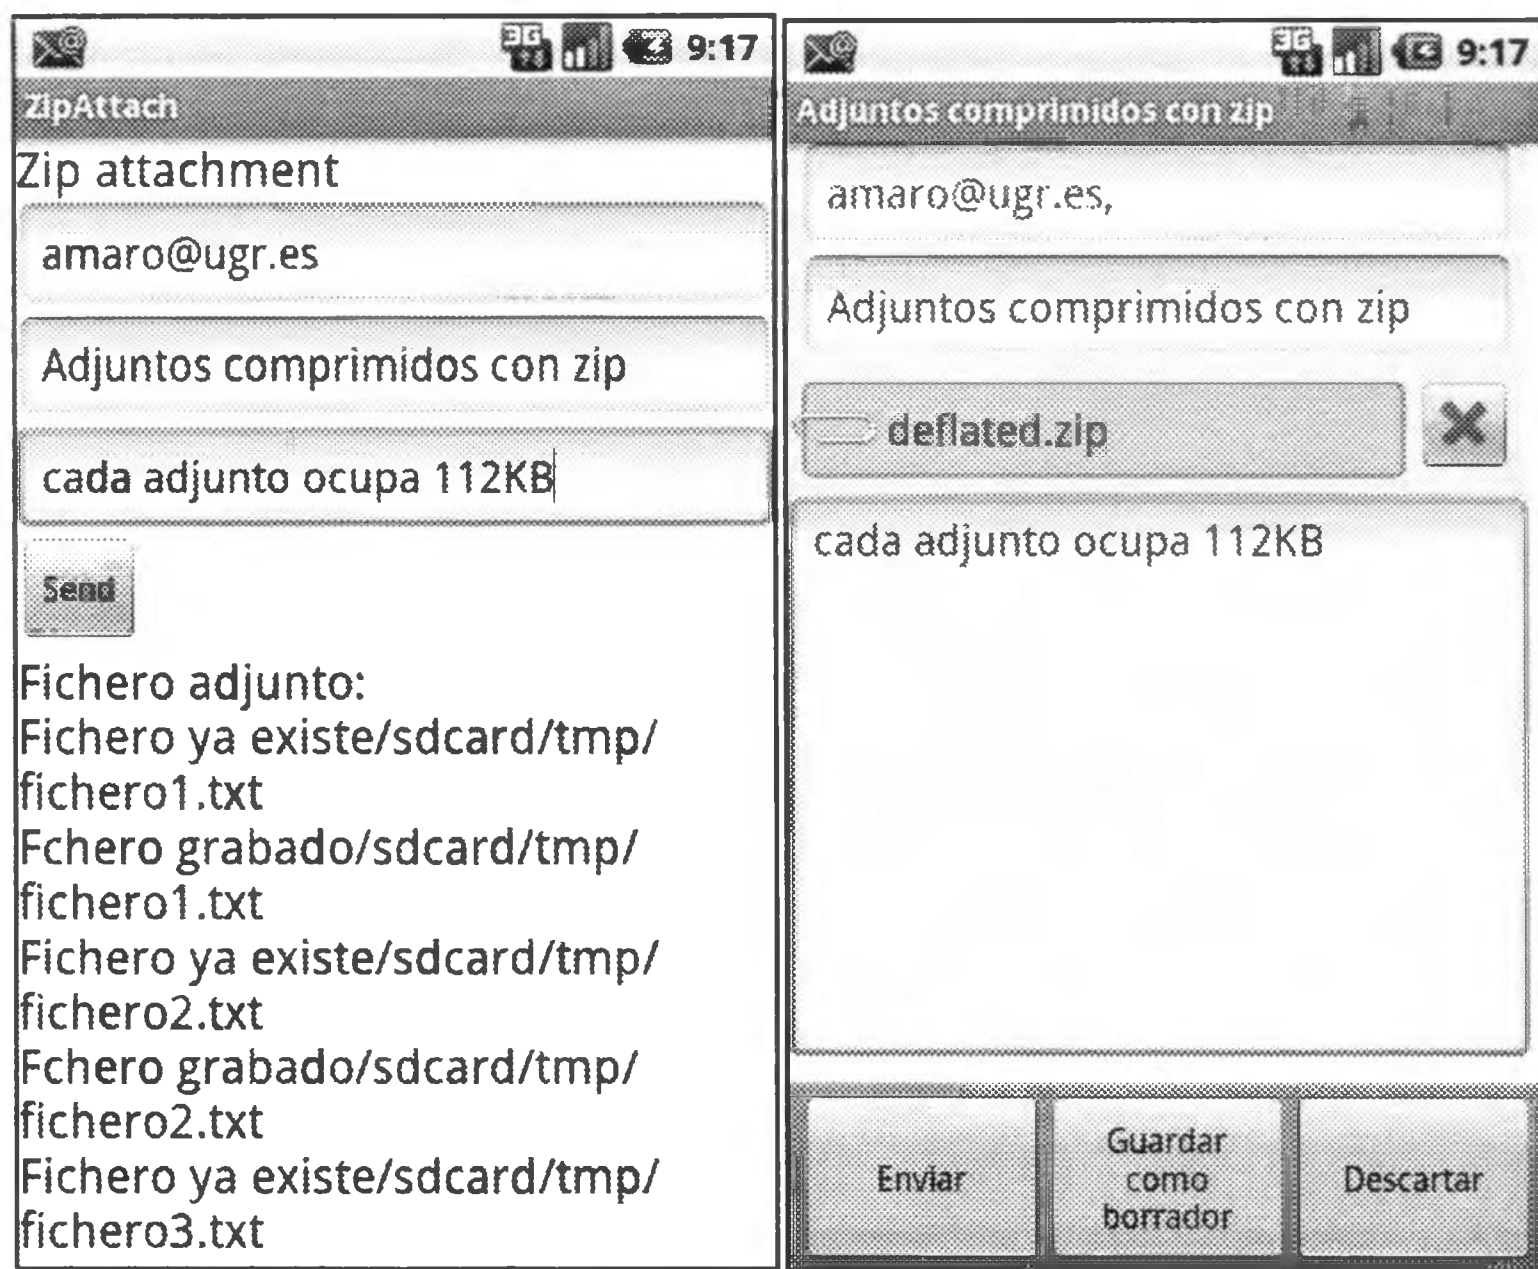 3G 9:17
ZipAttach
Zip attachment
amaro@ugr.es
Adjuntos comprimidos con zip
cada adjunto ocupa 112KB
Send
Fichero adjunto:
Fichero ya existe/sdcard/tmp/
fichero1.txt
Fchero grabado/sdcard/tmp/
fichero1.txt
Fichero ya existe/sdcard/tmp/
fichero2.txt
Fchero grabado/sdcard/tmp/
fichero2.txt
Fichero ya existe/sdcard/tmp/
fichero3.txt
3G 9:17
Adjuntos comprimidos con zip
amaro@ugr.es,
Adjuntos comprimidos con zip
deflated.zip
cada adjunto ocupa 112KB
Enviar
Guardar
como
borrador
Descartar